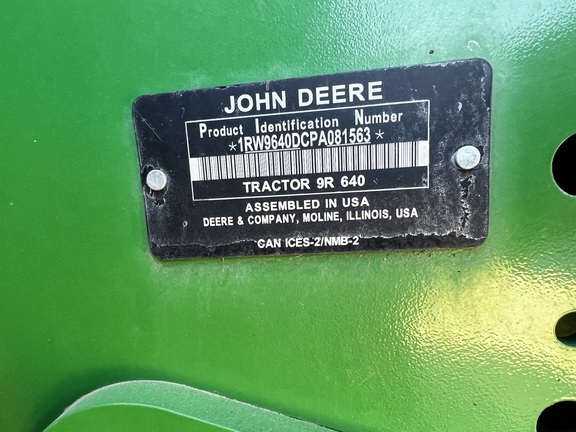 JOHN DEERE
Product Identification Number
*1RW9640DCPA081563*
TRACTOR 9R 640
ASSEMBLED IN USA
DEERE & COMPANY, MOLINE, ILLINOIS, USA
CAN ICES-2/NMB-2